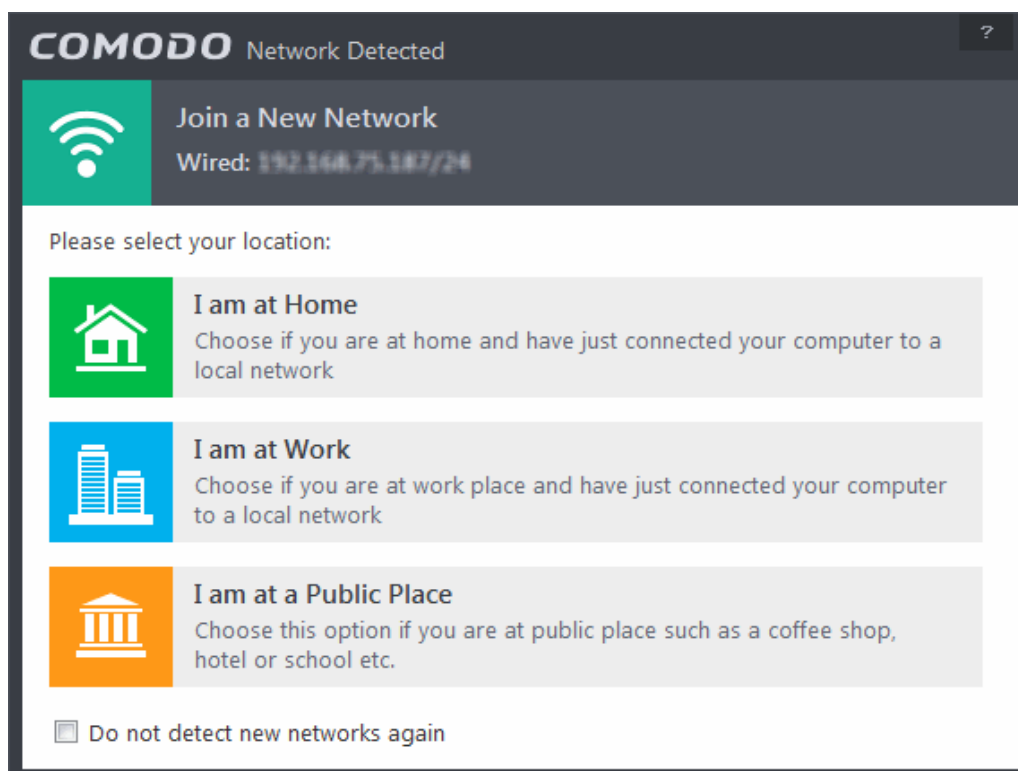 COMODO Network Detected
?
Join a New Network
Wired:
Please select your location:
I am at Home
Choose if you are at home and have just connected your computer to a
local network
I am at Work
Choose if you are at work place and have just connected your computer
to a local network
I am at a Public Place
Choose this option if you are at public place such as a coffee shop,
hotel or school etc.
Do not detect new networks again